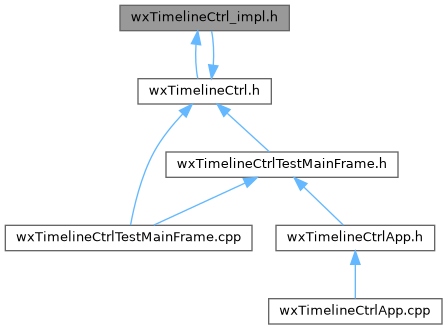 wxTimelineCtrl_impl.h
wxTimelineCtrl.h
wxTimelineCtrlTestMainFrame.h
wxTimelineCtrlTestMainFrame.cpp
wxTimelineCtrlApp.h
wxTimelineCtrlApp.cpp